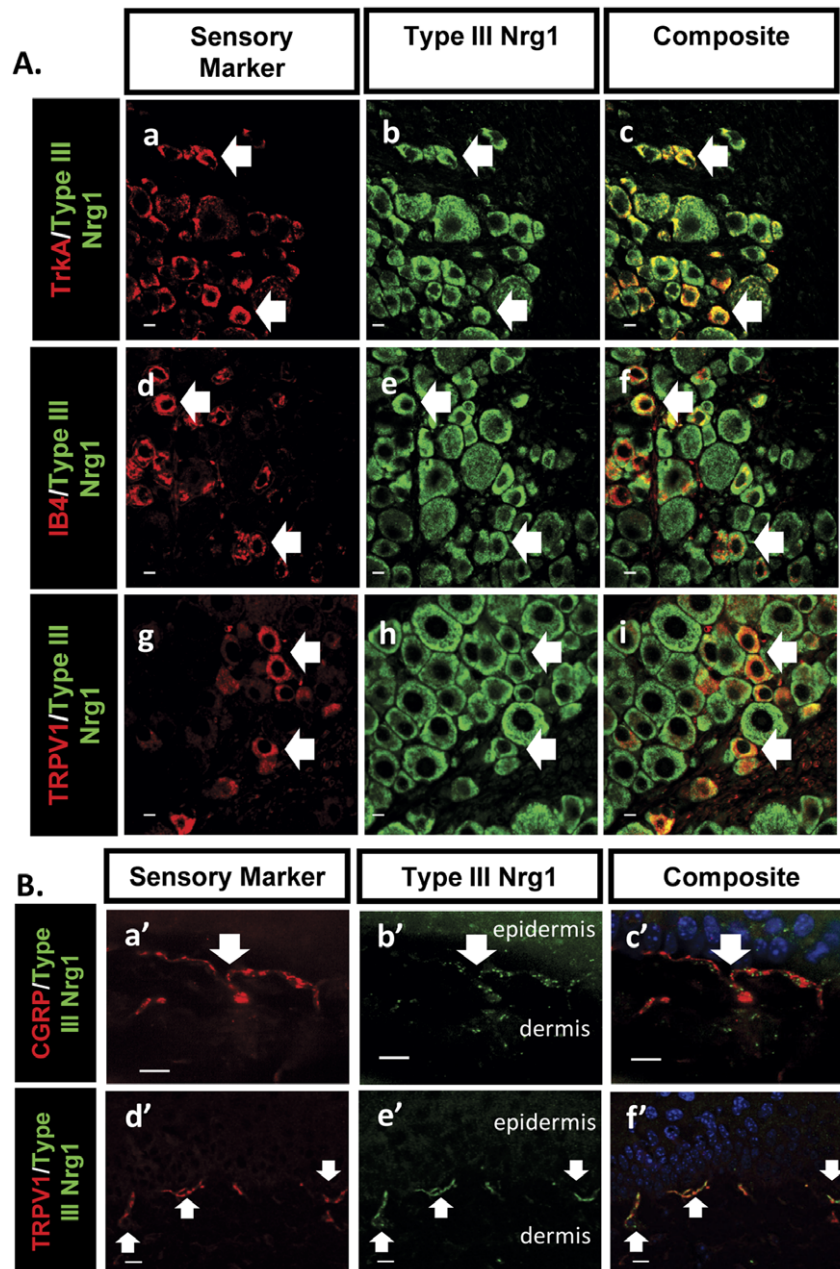 A.
Sensory
Marker
Type III Nrg1
Composite
TrkA/Type III
Nrg1
a
b
c
IB4/Type III
Nrg1
d
e
f
TRPV1/Type III
Nrg1
g
h
i
B.
Sensory Marker
Type III Nrg1
Composite
CGRP/Type
III Nrg1
a'
b'
epidermis
dermis
c'
TRPV1/Type
III Nrg1
d'
e'
epidermis
dermis
f'